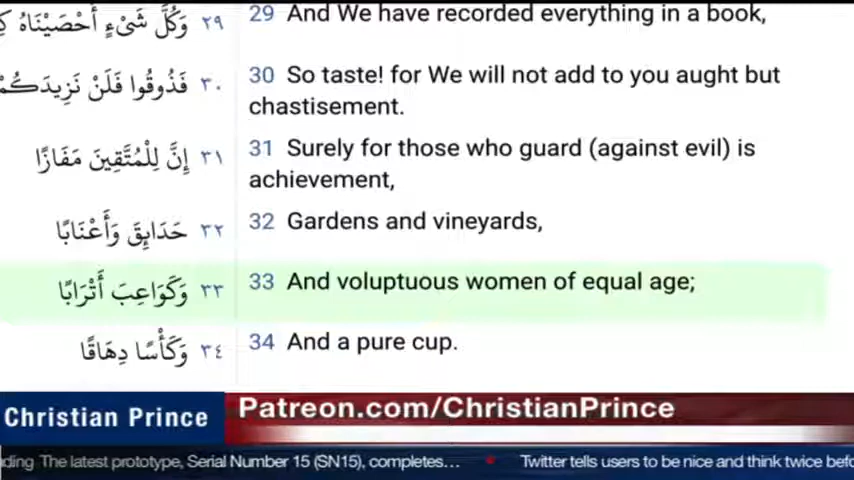 وَكُلَّ شَيْءٍ أَحْصَيْنَاهُ ٢٩
29 And We have recorded everything in a book,
فَذُوقُوا فَلَنْ نَزِيدَكُمْ ٣٠
30 So taste! for We will not add to you aught but
chastisement.
إِنَّ لِلْمُتَّقِينَ مَفَازًا ٣١
31 Surely for those who guard (against evil) is
achievement,
حَدَائِقَ وَأَعْنَابًا ٣٢
32 Gardens and vineyards,
وَكَوَاعِبَ أَتْرَابًا ٣٣
33 And voluptuous women of equal age;
وَكَأْسًا دِهَاقًا ٣٤
34 And a pure cup.
Christian Prince
Patreon.com/ChristianPrince
ding The latest prototype, Serial Number 15 (SN15), completes... Twitter tells users to be nice and think twice befo